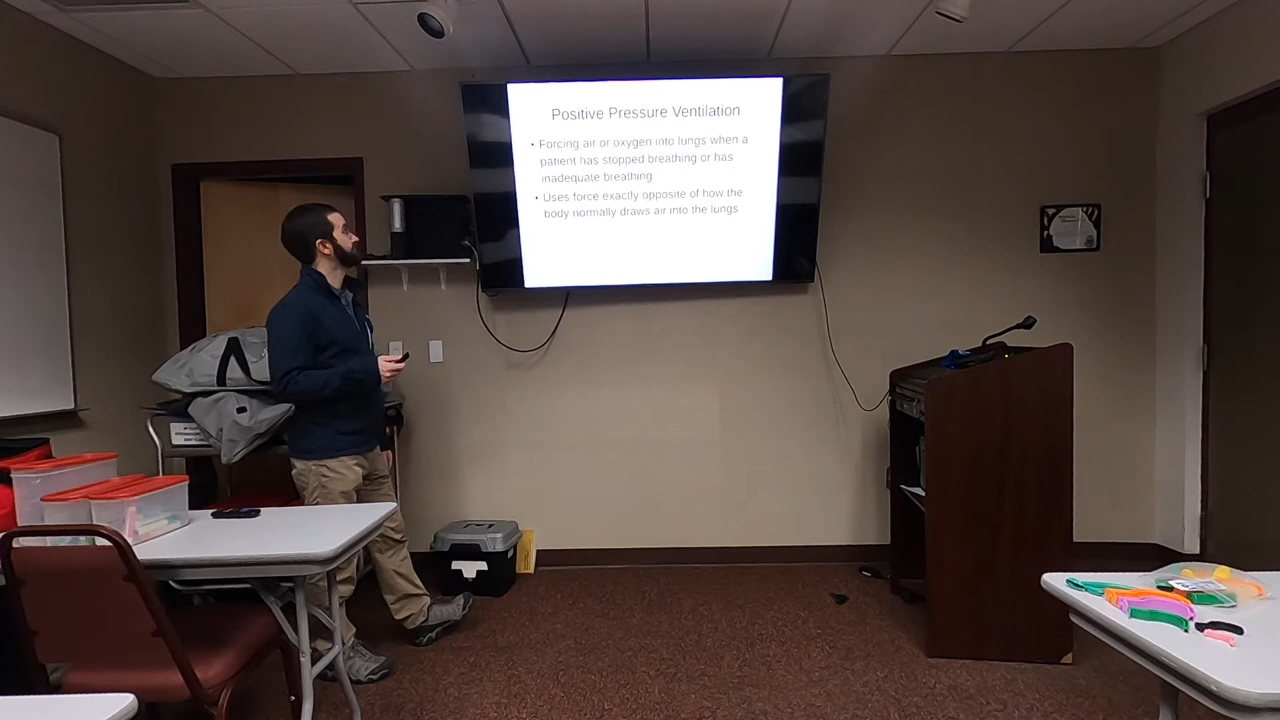 Positive Pressure Ventilation
• Forcing air or oxygen into lungs when a
patient has stopped breathing or has
inadequate breathing
• Uses force exactly opposite of how the
body normally draws air into the lungs